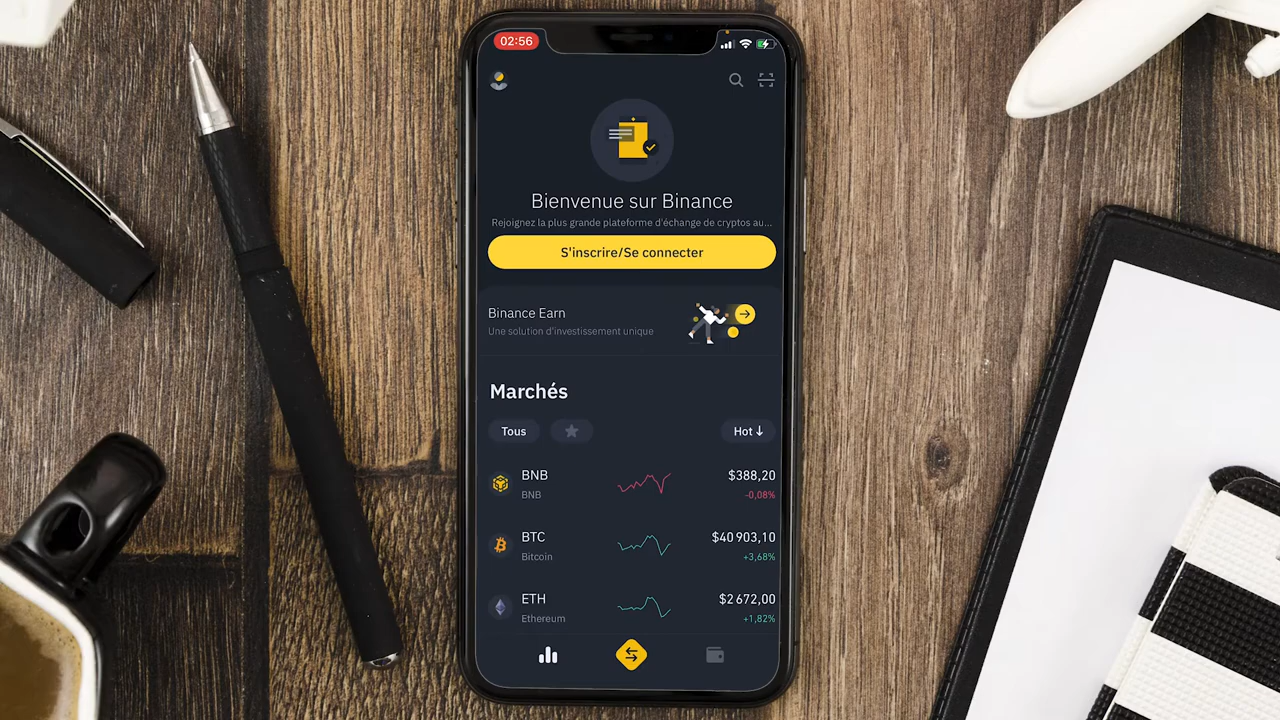 02:56
Bienvenue sur Binance
Rejoignez la plus grande plateforme d'échange de cryptos au...
S'inscrire/Se connecter
Binance Earn
Une solution d'investissement unique
Marchés
Tous
Hot ↓
BNB
$388,20
BNB
-0,08%
BTC
$40 903,10
Bitcoin
+3,68%
ETH
$2 672,00
Ethereum
+1,82%